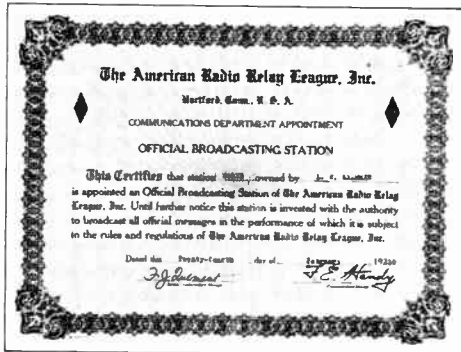 The American Radio Relay League, Inc.
Hartford, Conn., U. S. A.
COMMUNICATIONS DEPARTMENT APPOINTMENT
OFFICIAL BROADCASTING STATION
This Certifies that station owned by
is appointed an Official Broadcasting Station of The American Radio Relay
League, Inc. Until further notice this station is invested with the authority
to broadcast all official messages in the performance of which it is subject
to the rules and regulations of The American Radio Relay League, Inc.
Dated this Twenty-fourth day of
F. E. Handy